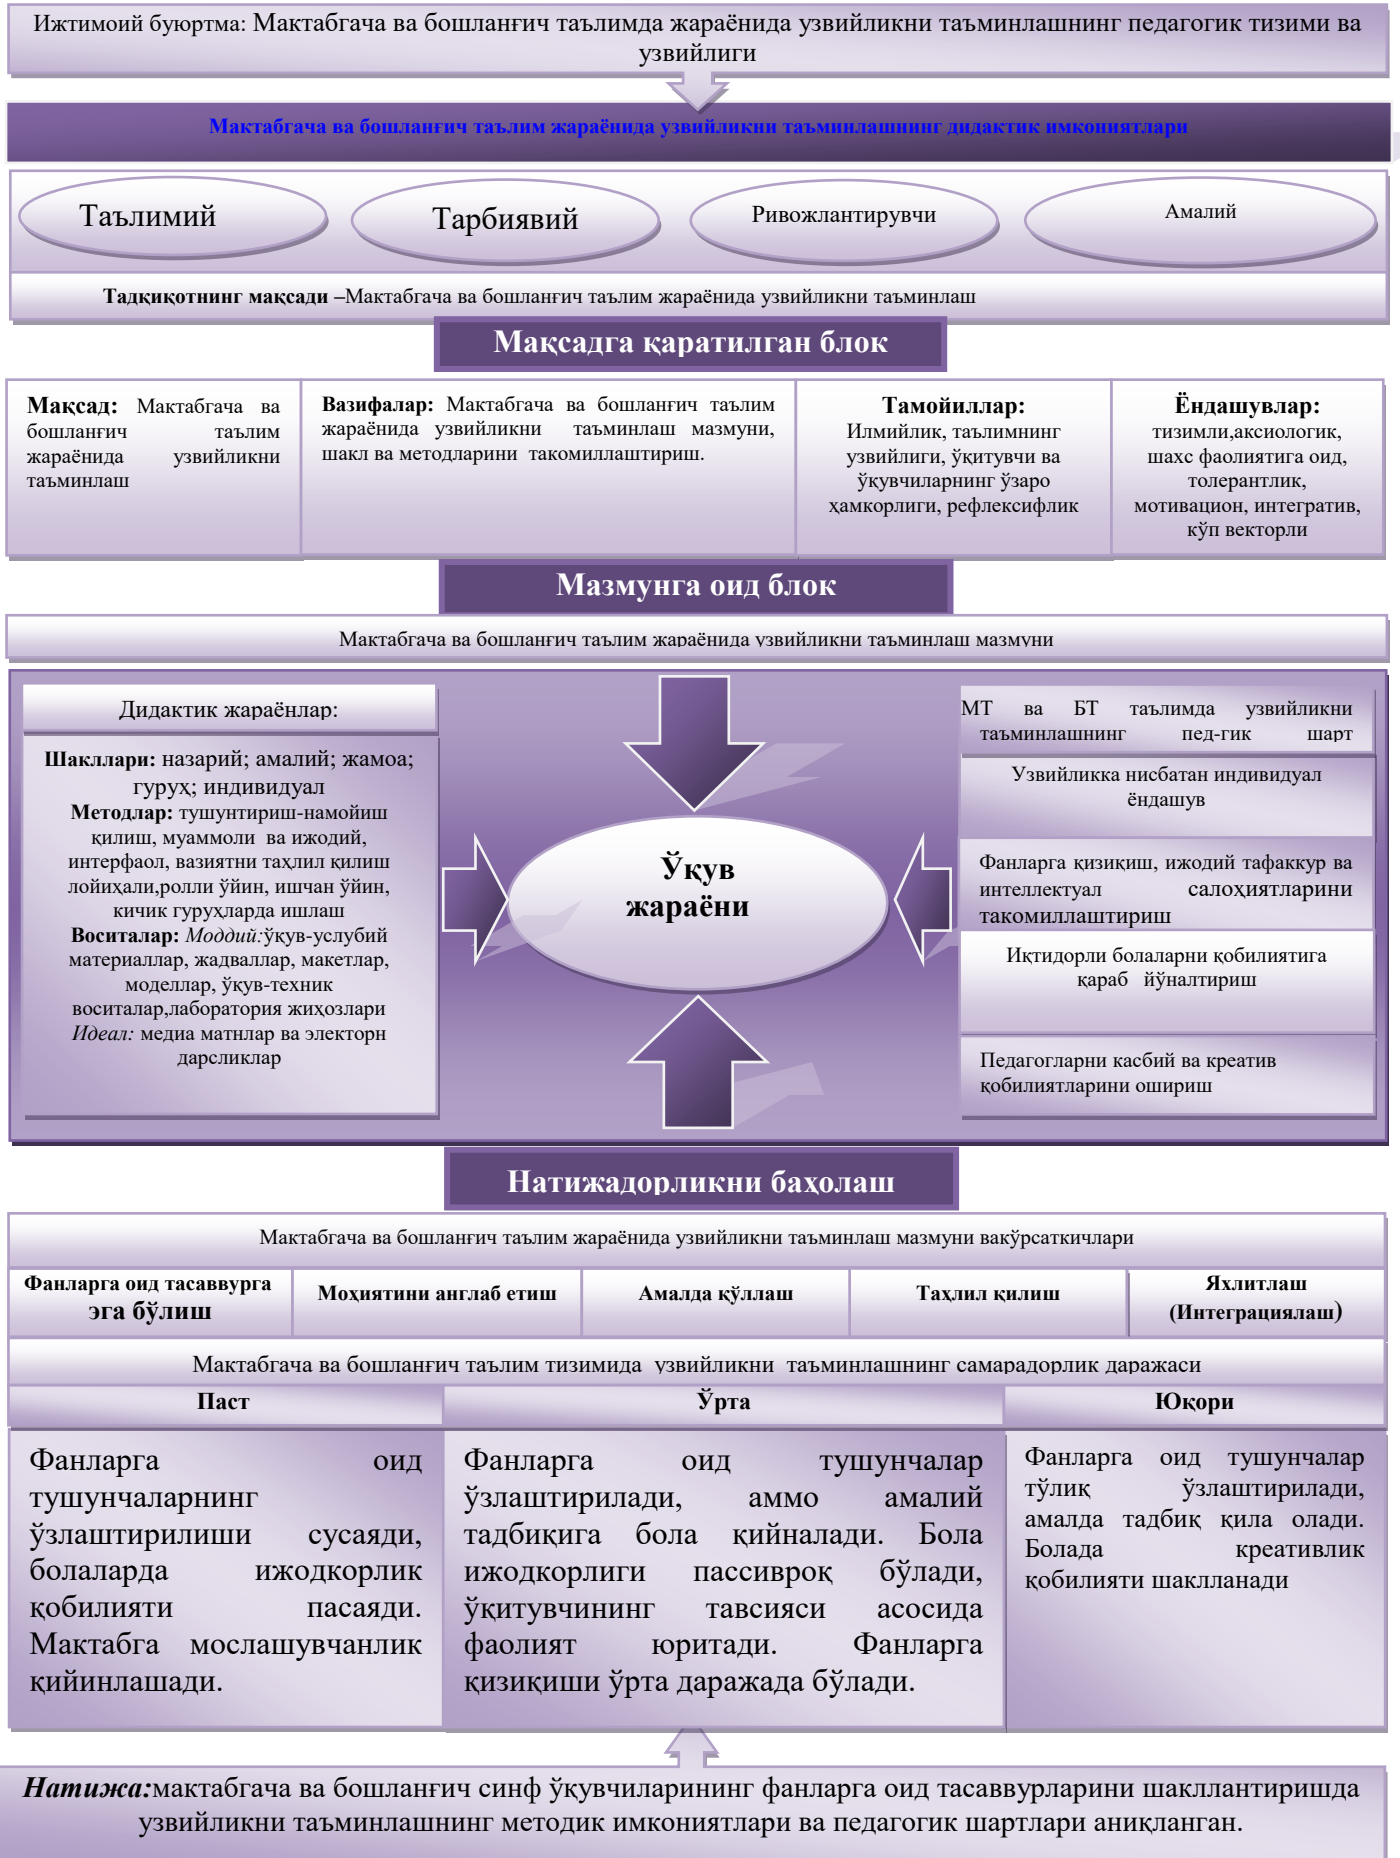 Ижтимоий буюртма: Мактабгача ва бошланғич таълимда жараёнида узвийликни таъминлашнинг педагогик тизими ва
узвийлиги
Мактабгача ва бошланғич таълим жараёнида узвийликни таъминлашнинг дидактик имкониятлари
Таълимий
Тарбиявий
Ривожлантирувчи
Амалий
Тадқиқотнинг мақсади –Мактабгача ва бошланғич таълим жараёнида узвийликни таъминлаш
Мақсадга қаратилган блок
Мақсад: Мактабгача ва
бошланғич таълим
жараёнида узвийликни
таъминлаш
Вазифалар: Мактабгача ва бошланғич таълим
жараёнида узвийликни таъминлаш мазмуни,
шакл ва методларини такомиллаштириш.
Тамойиллар:
Илмийлик, таълимнинг
узвийлиги, ўқитувчи ва
ўқувчиларнинг ўзаро
ҳамкорлиги, рефлексифлик
Ёндашувлар:
тизимли,аксиологик,
шахс фаолиятига оид,
толерантлик,
мотивацион, интегратив,
кўп векторли
Мазмунга оид блок
Мактабгача ва бошланғич таълим жараёнида узвийликни таъминлаш мазмуни
Дидактик жараёнлар:
Шакллари: назарий; амалий; жамоа;
гуруҳ; индивидуал
Методлар: тушунтириш-намойиш
қилиш, муаммоли ва ижодий,
интерфаол, вазиятни таҳлил қилиш
лойиҳали,ролли ўйин, ишчан ўйин,
кичик гуруҳларда ишлаш
Воситалар: Моддий:ўқув-услубий
материаллар, жадваллар, макетлар,
моделлар, ўқув-техник
воситалар,лаборатория жиҳозлари
Идеал: медиа матнлар ва электорн
дарсликлар
Ўқув
жараёни
МТ ва БТ таълимда узвийликни
таъминлашнинг пед-гик шарт
Узвийликка нисбатан индивидуал
ёндашув
Фанларга қизиқиш, ижодий тафаккур ва
интеллектуал салоҳиятларини
такомиллаштириш
Иқтидорли болаларни қобилиятига
қараб йўналтириш
Педагогларни касбий ва креатив
қобилиятларини ошириш
Натижадорликни баҳолаш
Мактабгача ва бошланғич таълим жараёнида узвийликни таъминлаш мазмуни вакўрсаткичлари
Фанларга оид тасаввурга
эга бўлиш
Моҳиятини англаб етиш
Амалда қўллаш
Таҳлил қилиш
Яхлитлаш
(Интеграциялаш)
Мактабгача ва бошланғич таълим тизимида узвийликни таъминлашнинг самарадорлик даражаси
Паст
Ўрта
Юқори
Фанларга оид
тушунчаларнинг
ўзлаштирилиши сусаяди,
болаларда ижодкорлик
қобилияти пасаяди.
Мактабга мослашувчанлик
қийинлашади.
Фанларга оид тушунчалар
ўзлаштирилади, аммо амалий
тадбиқига бола қийналади. Бола
ижодкорлиги пассивроқ бўлади,
ўқитувчининг тавсияси асосида
фаолият юритади. Фанларга
қизиқиши ўрта даражада бўлади.
Фанларга оид тушунчалар
тўлиқ ўзлаштирилади,
амалда тадбиқ қила олади.
Болада креативлик
қобилияти шаклланади
Натижа:мактабгача ва бошланғич синф ўқувчиларининг фанларга оид тасаввурларини шакллантиришда
узвийликни таъминлашнинг методик имкониятлари ва педагогик шартлари аниқланган.